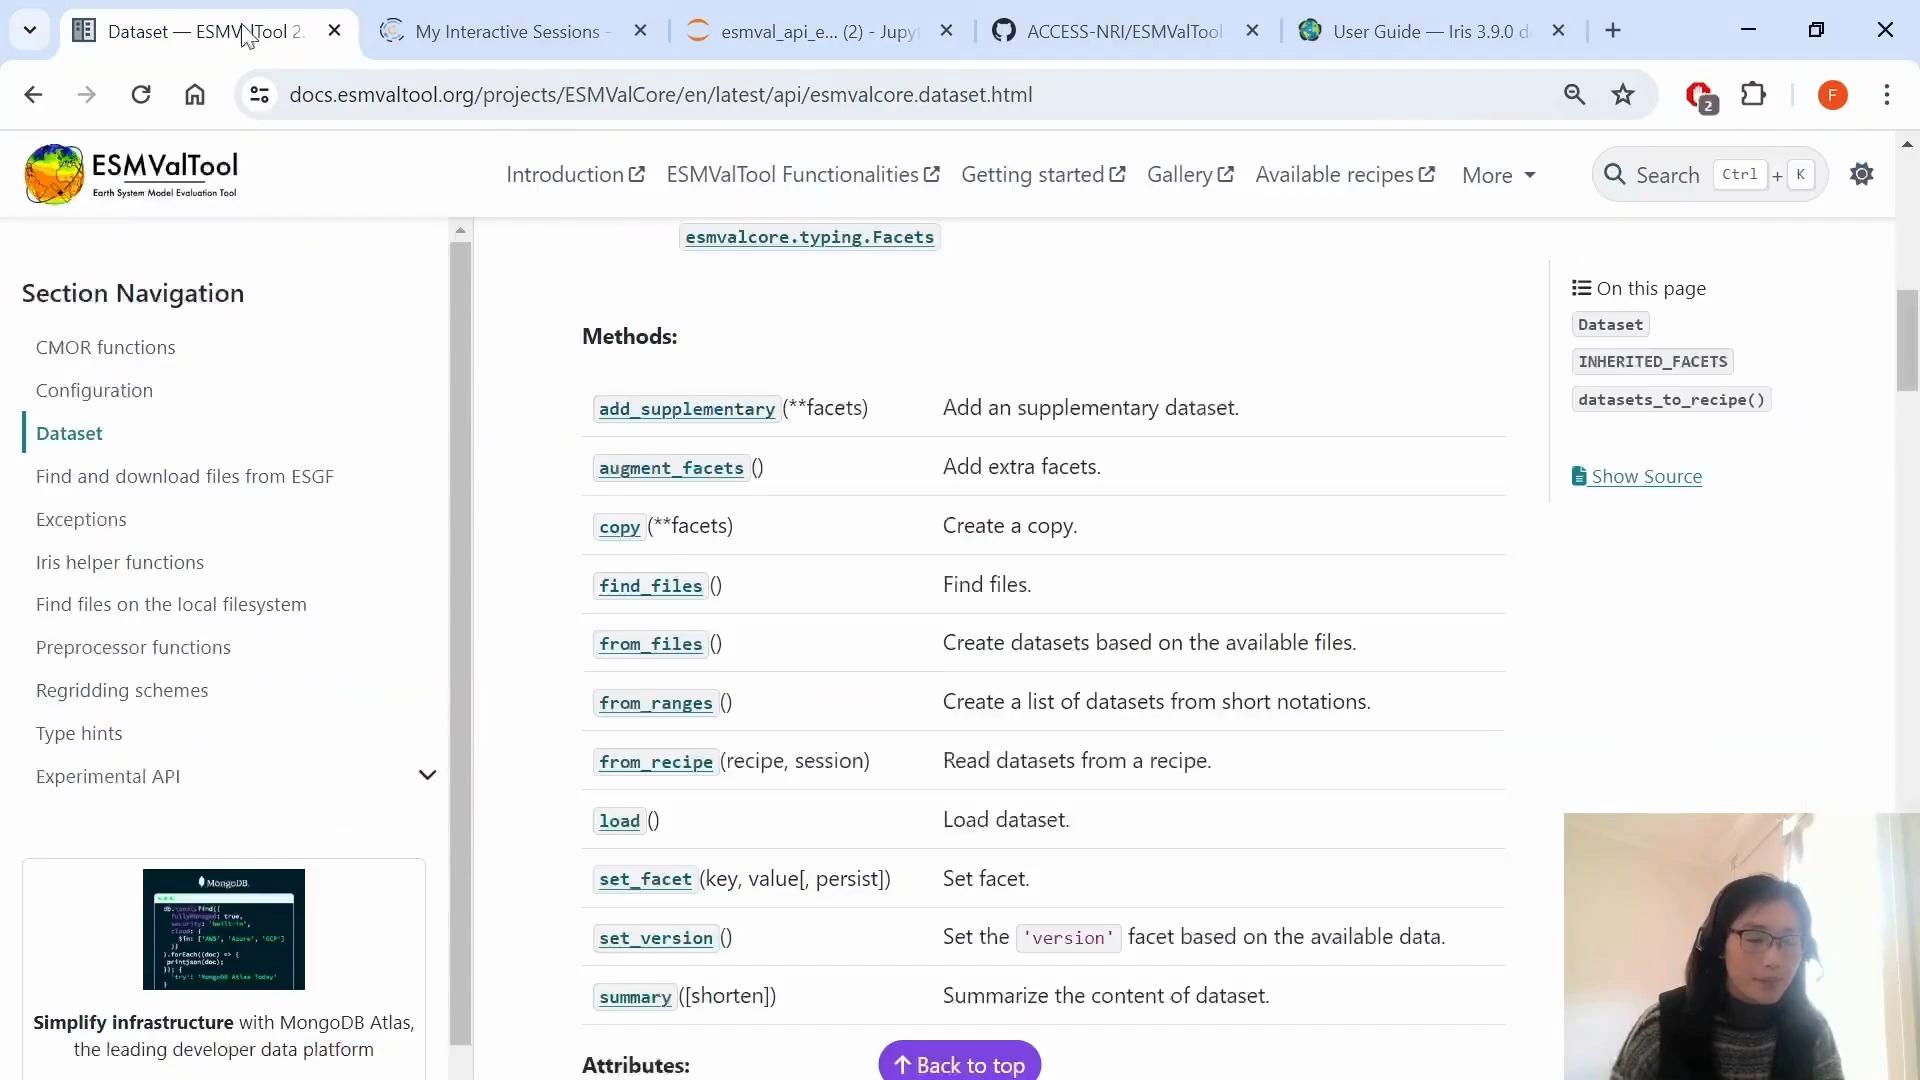 Dataset — ESMValTool 2.
My Interactive Sessions -
esmval_api_e... (2) - Jupy
ACCESS-NRI/ESMValTool
User Guide — Iris 3.9.0 d
docs.esmvaltool.org/projects/ESMValCore/en/latest/api/esmvalcore.dataset.html
2
F
ESMValTool
Earth System Model Evaluation Tool
Introduction
ESMValTool Functionalities
Getting started
Gallery
Available recipes
More
Search Ctrl + K
Section Navigation
CMOR functions
Configuration
Dataset
Find and download files from ESGF
Exceptions
Iris helper functions
Find files on the local filesystem
Preprocessor functions
Regridding schemes
Type hints
Experimental API
MongoDB.
Simplify infrastructure with MongoDB Atlas,
the leading developer data platform
esmvalcore.typing.Facets
Methods:
add_supplementary(**facets) Add an supplementary dataset.
augment_facets() Add extra facets.
copy(**facets) Create a copy.
find_files() Find files.
from_files() Create datasets based on the available files.
from_ranges() Create a list of datasets from short notations.
from_recipe(recipe, session) Read datasets from a recipe.
load() Load dataset.
set_facet(key, value[, persist]) Set facet.
set_version() Set the 'version' facet based on the available data.
summary([shorten]) Summarize the content of dataset.
Attributes:
Back to top
On this page
Dataset
INHERITED_FACETS
datasets_to_recipe()
Show Source